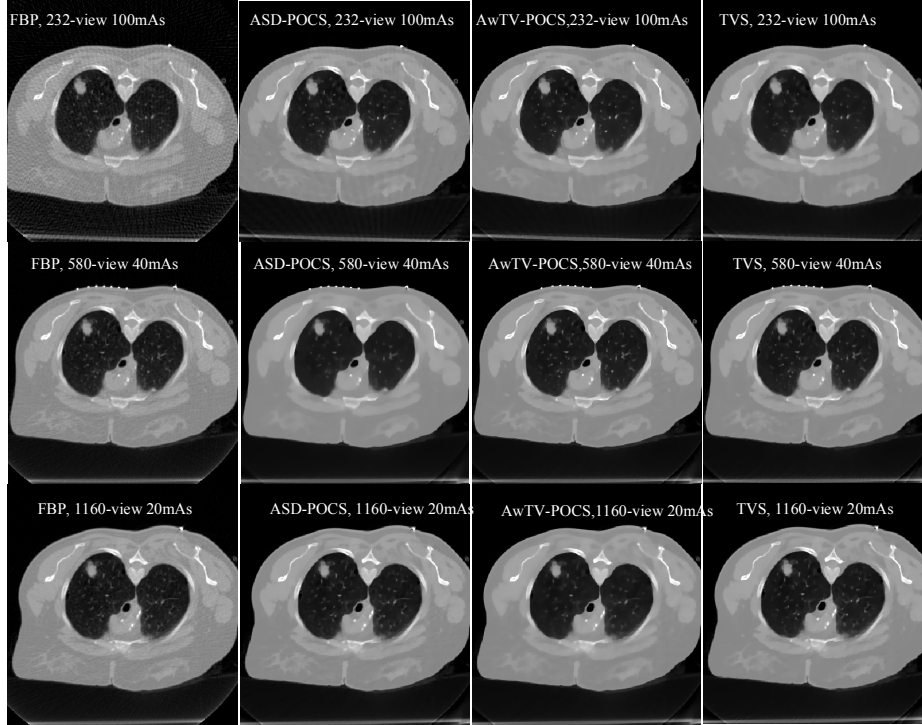 FBP, 232-view 100mAs
ASD-POCS, 232-view 100mAs
AwTV-POCS,232-view 100mAs
TVS, 232-view 100mAs
FBP, 580-view 40mAs
ASD-POCS, 580-view 40mAs
AwTV-POCS,580-view 40mAs
TVS, 580-view 40mAs
FBP, 1160-view 20mAs
ASD-POCS, 1160-view 20mAs
AwTV-POCS,1160-view 20mAs
TVS, 1160-view 20mAs